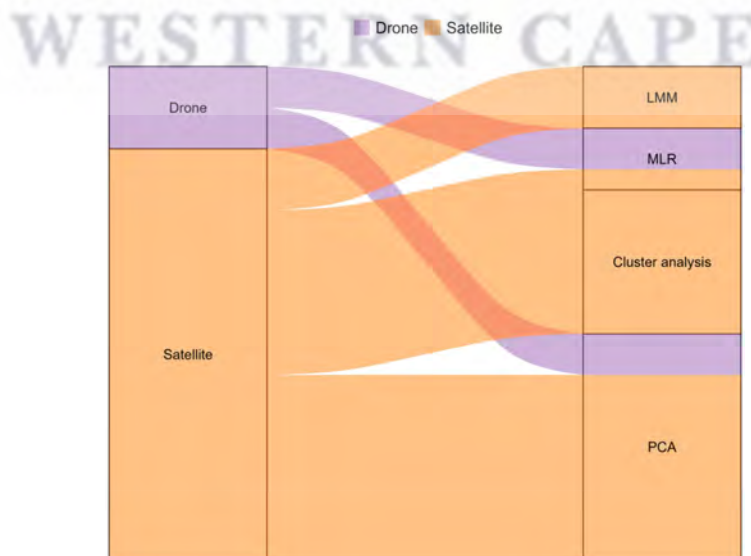 WESTERN CAPE
Drone Satellite
Drone
LMM
MLR
Cluster analysis
Satellite
PCA